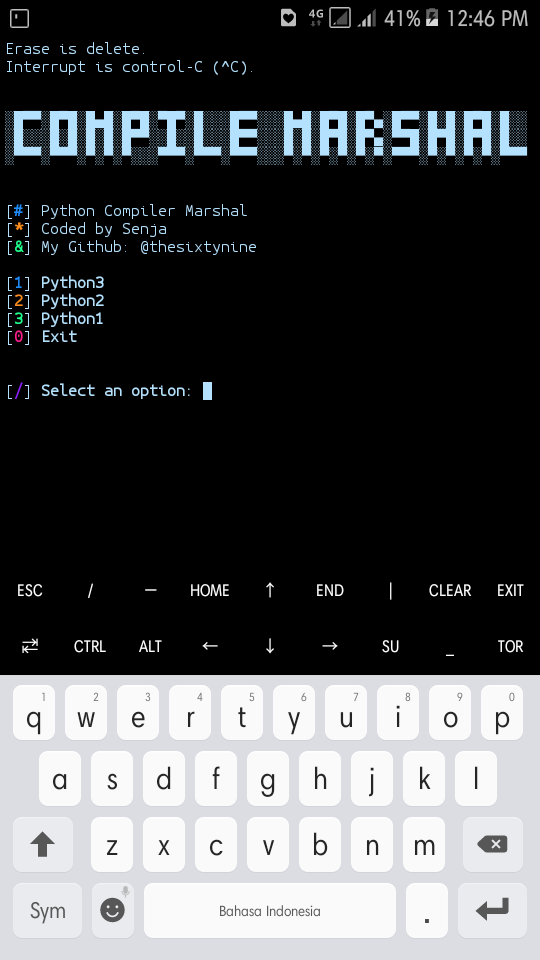 4G 41% 12:46 PM
Erase is delete.
Interrupt is control-C (^C).
COMPILE MARSHAL
[#] Python Compiler Marshal
[*] Coded by Senja
[&] My Github: @thesixtynine
[1] Python3
[2] Python2
[3] Python1
[0] Exit
[/] Select an option:
ESC / — HOME ↑ END | CLEAR EXIT
⇄ CTRL ALT ← ↓ → SU _ TOR
1 2 3 4 5 6 7 8 9 0
q w e r t y u i o p
a s d f g h j k l
z x c v b n m
Sym Bahasa Indonesia .